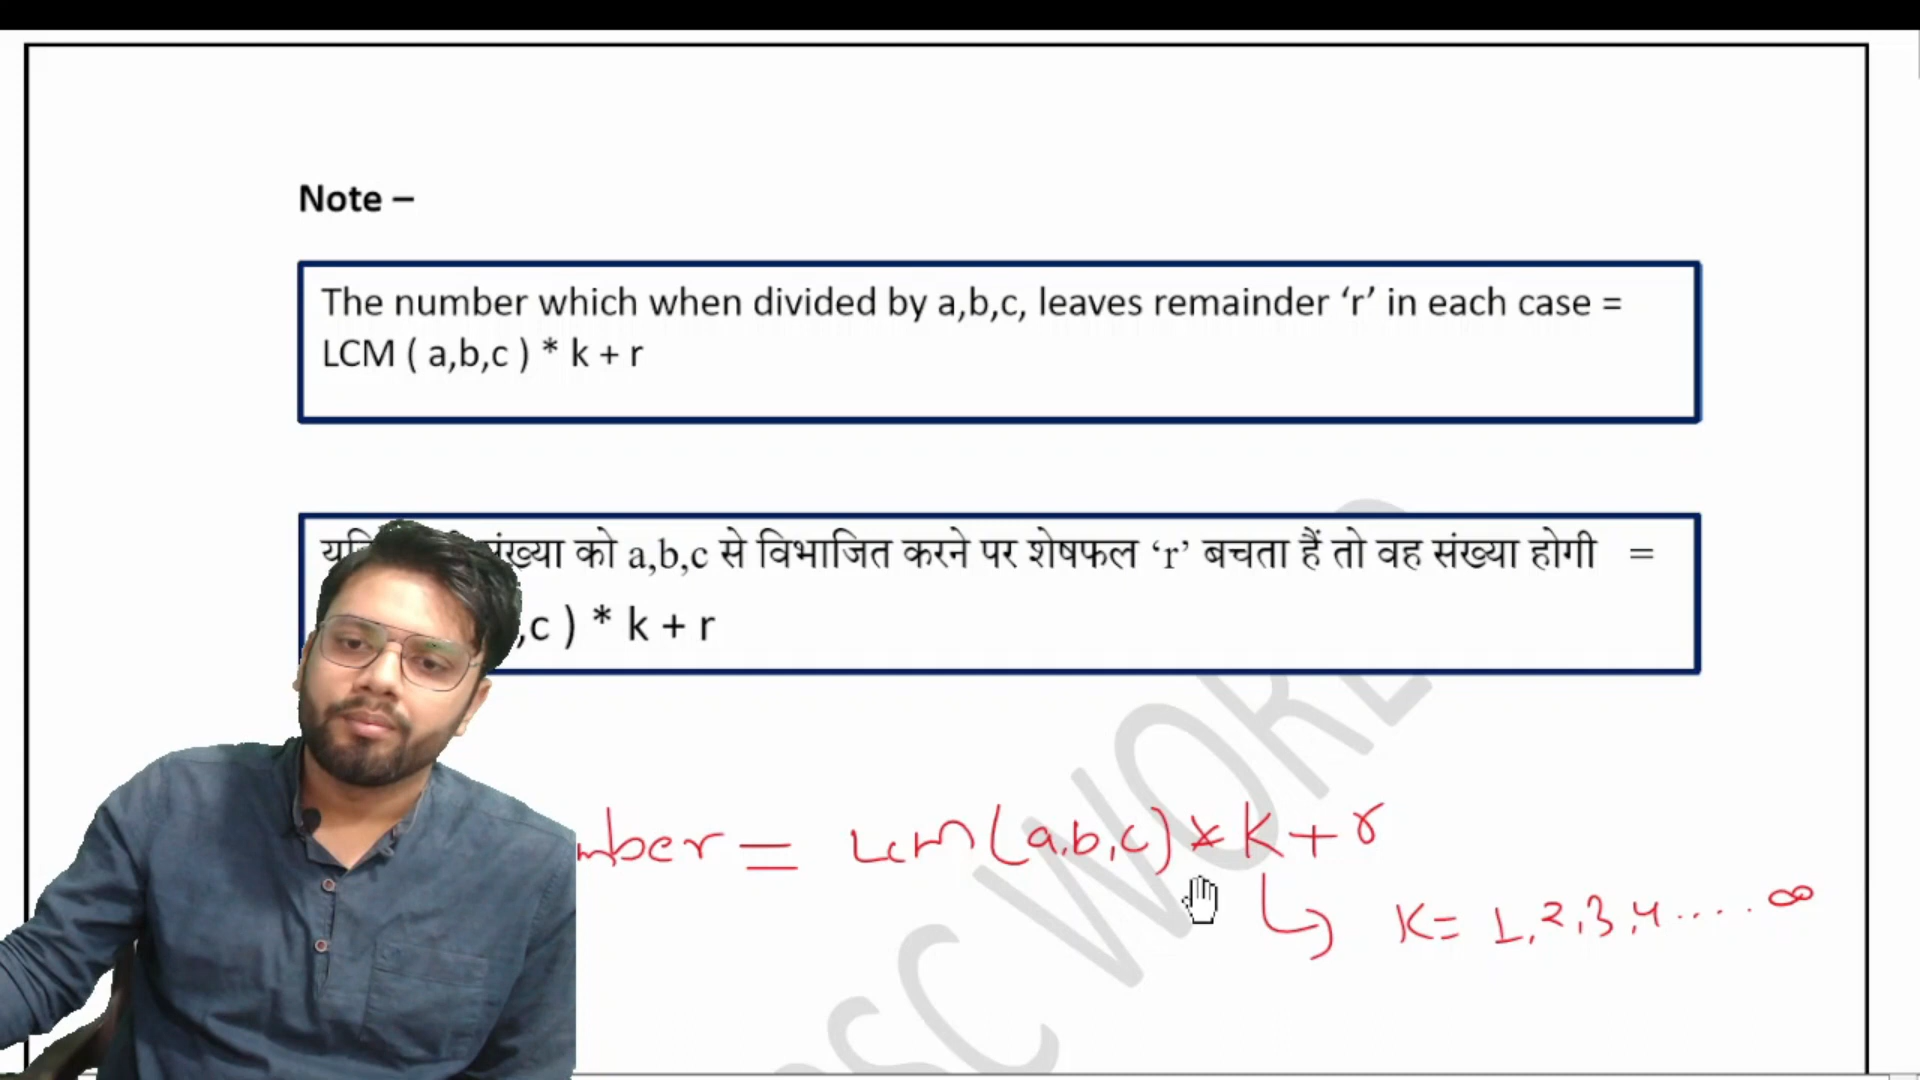 Note –
The number which when divided by a,b,c, leaves remainder ‘r’ in each case =
LCM ( a,b,c ) * k + r
को a,b,c से विभाजित करने पर शेषफल ‘r’ बचता हैं तो वह संख्या होगी =
,c ) * k + r
mber = LCM (a,b,c) * K + r
K = 1, 2, 3, 4 .... ∞